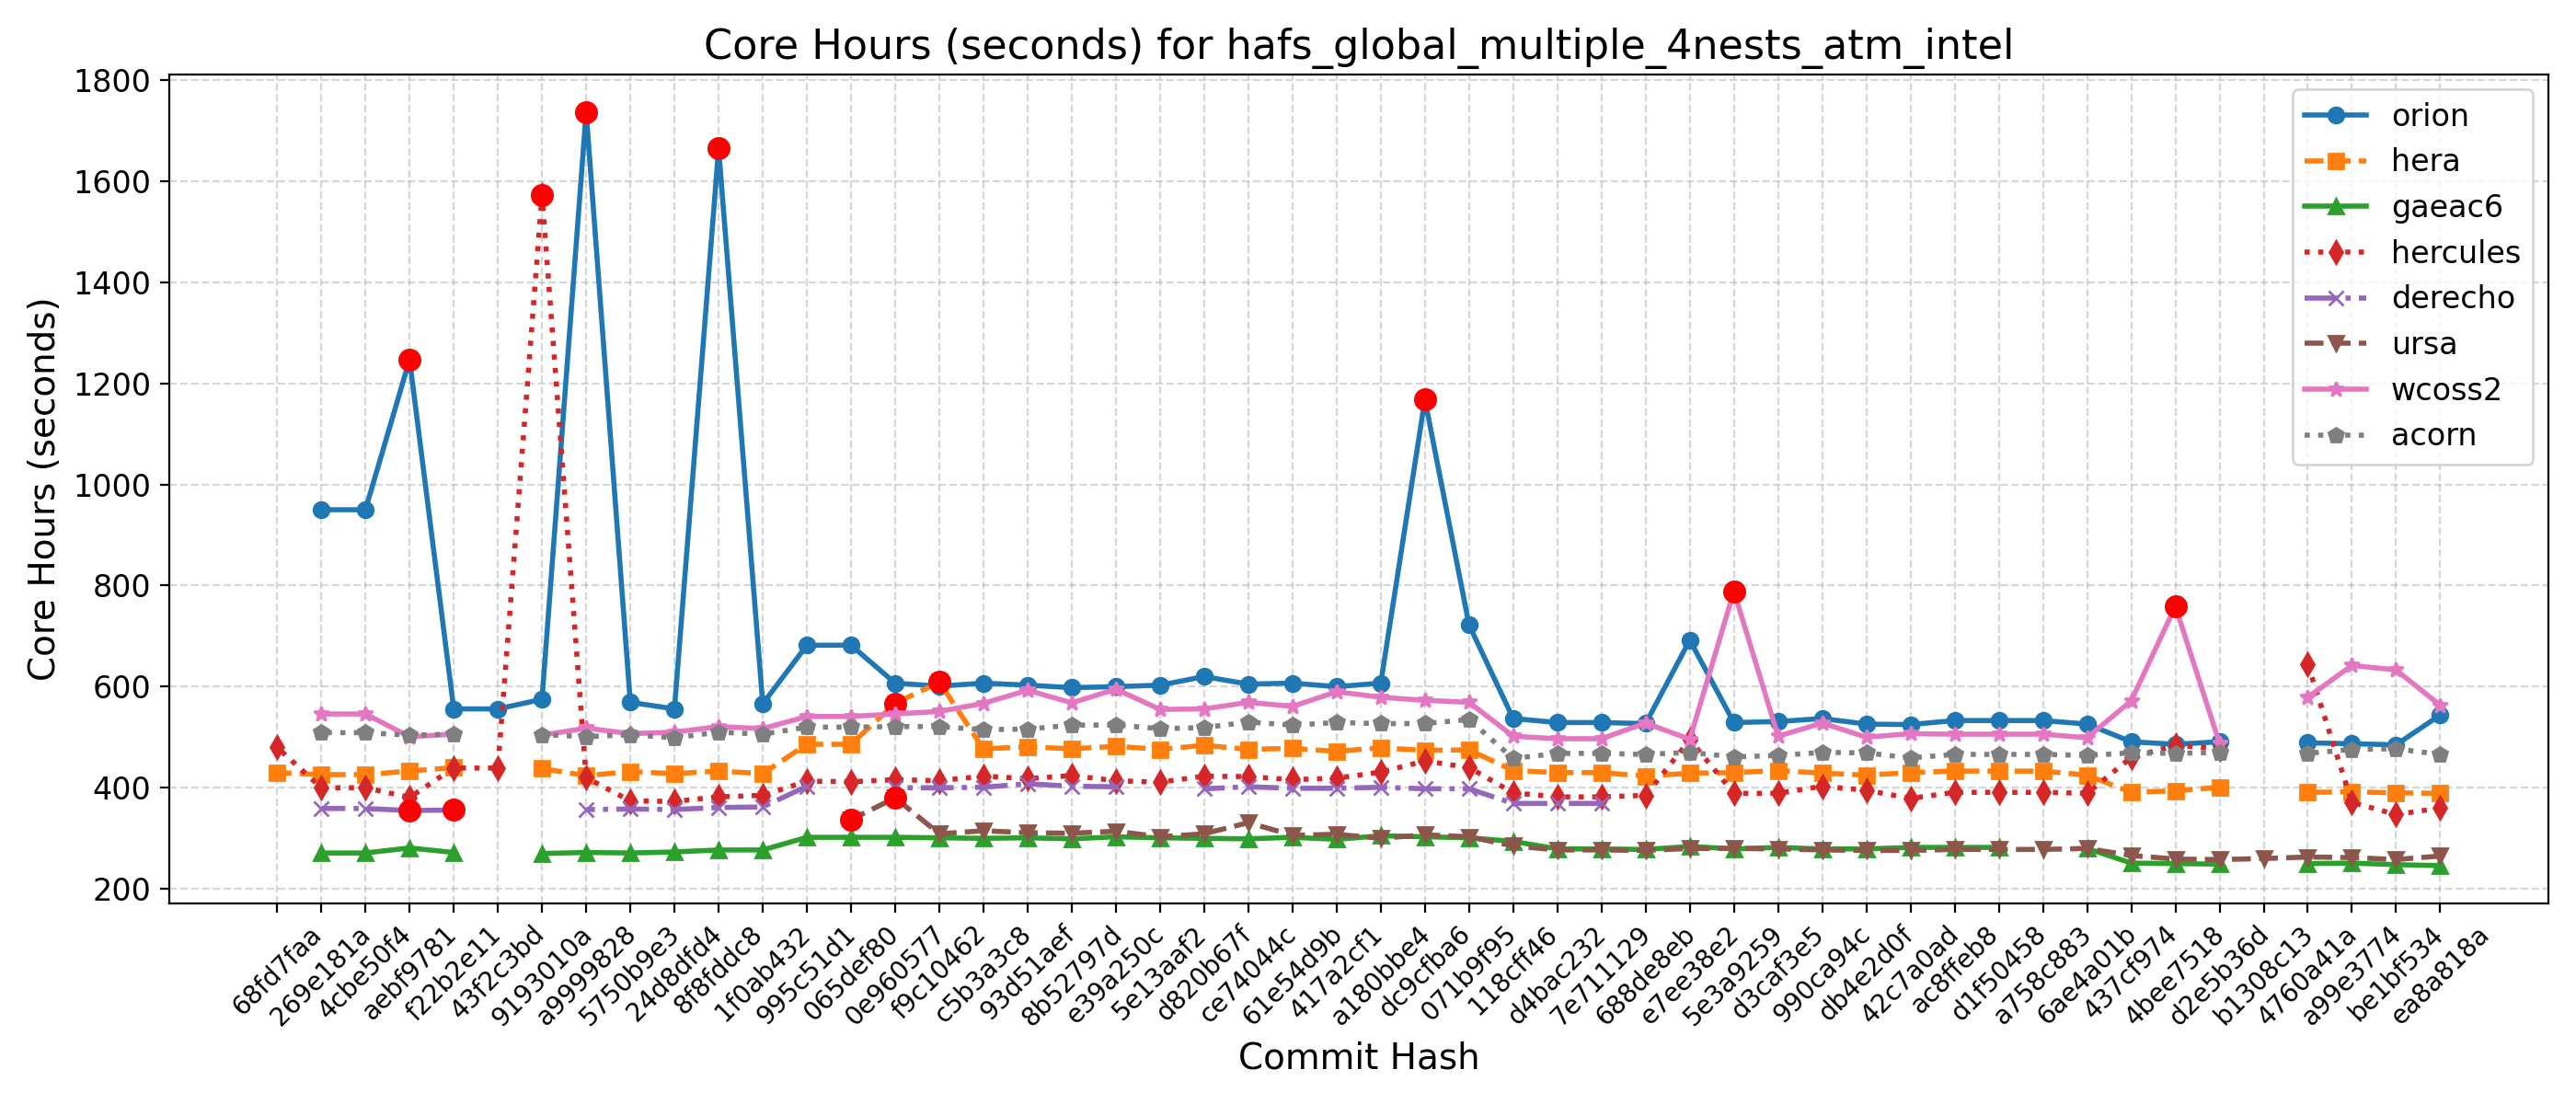 Core Hours (seconds) for hafs_global_multiple_4nests_atm_intel
Core Hours (seconds)
1800
1600
1400
1200
1000
800
600
400
200
orion
hera
gaeac6
hercules
derecho
ursa
wcoss2
acorn
68fd7faa
269e181a
4cbe50f4
aebf9781
f22b2e11
43f2c3bd
9193010a
a9999828
5750b9e3
24d8dfd4
8f8fddc8
1f0ab432
995c51d1
065def80
0e960577
f9c10462
c5b3a3c8
93d51aef
8b52797d
e39a250c
5e13aaf2
d820b67f
ce74044c
61e54d9b
417a2cf1
a180bbe4
dc9cfba6
071b9f95
118cff46
d4bac232
7e711129
688de8eb
e7ee38e2
5e3a9259
d3caf3e5
990ca94c
db4e2d0f
42c7a0ad
ac8ffeb8
d1f50458
a758c883
6ae4a01b
437cf974
4bee7518
d2e5b36d
b1308c13
4760a41a
a99e3774
be1bf534
ea8a818a
Commit Hash